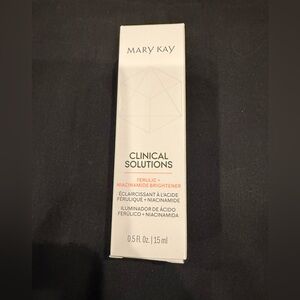 MARY KAY
CLINICAL
SOLUTIONS
FERULIC +
NIACINAMIDE BRIGHTENER
ÉCLAIRCISSANT À L'ACIDE
FÉRULIQUE + NIACINAMIDE
ILUMINADOR DE ÁCIDO
FERÚLICO + NIACINAMIDA
0.5 FL. OZ. | 15 ml